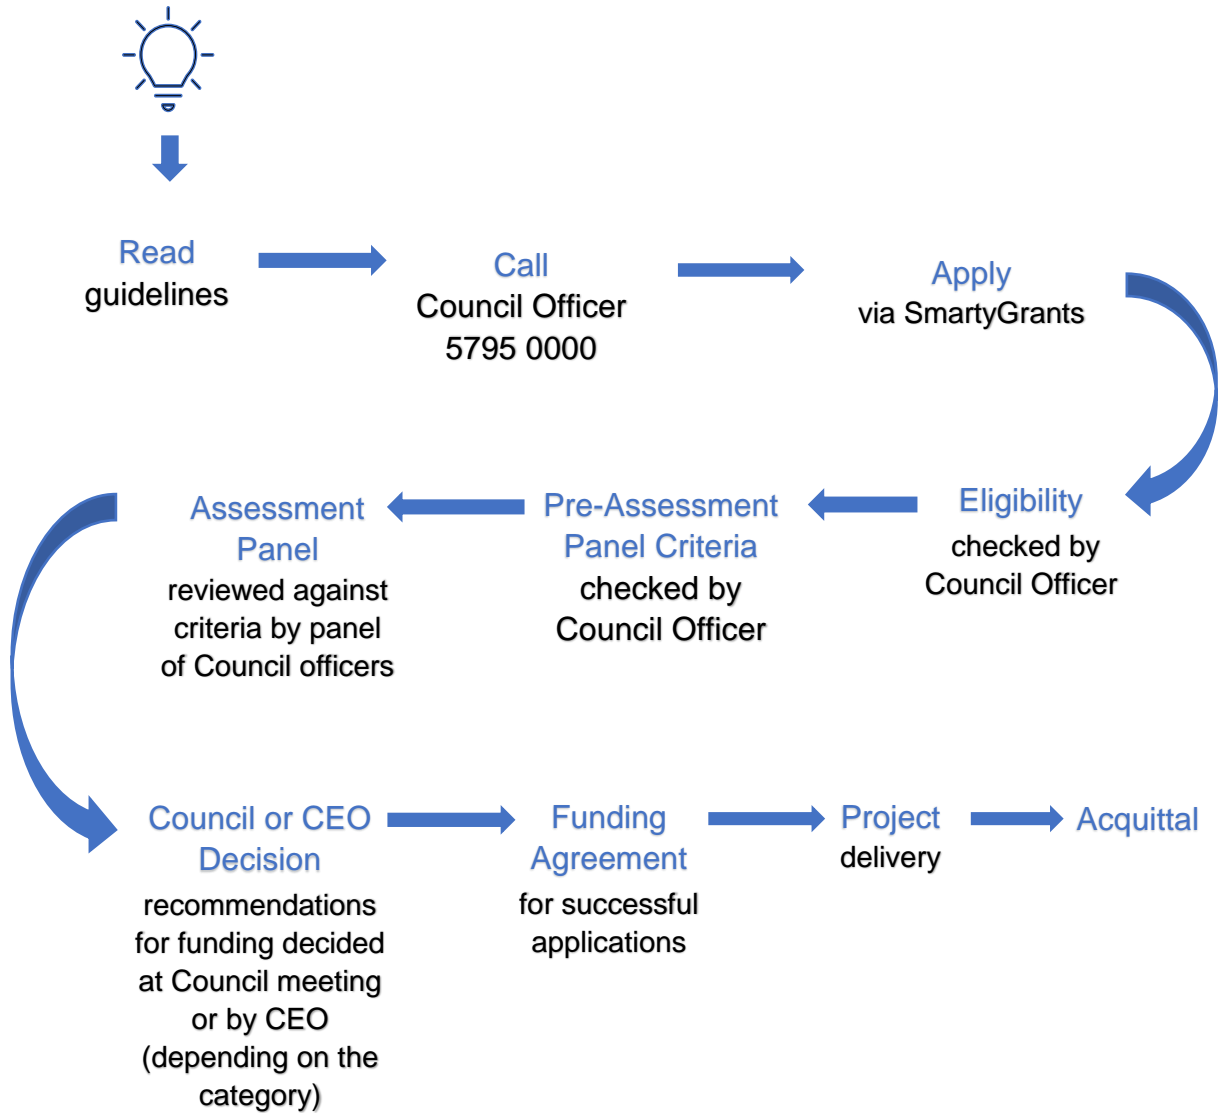 Read
guidelines
Call
Council Officer
5795 0000
Apply
via SmartyGrants
Eligibility
checked by
Council Officer
Pre-Assessment
Panel Criteria
checked by
Council Officer
Assessment
Panel
reviewed against
criteria by panel
of Council officers
Council or CEO
Decision
recommendations
for funding decided
at Council meeting
or by CEO
(depending on the
category)
Funding
Agreement
for successful
applications
Project
delivery
Acquittal